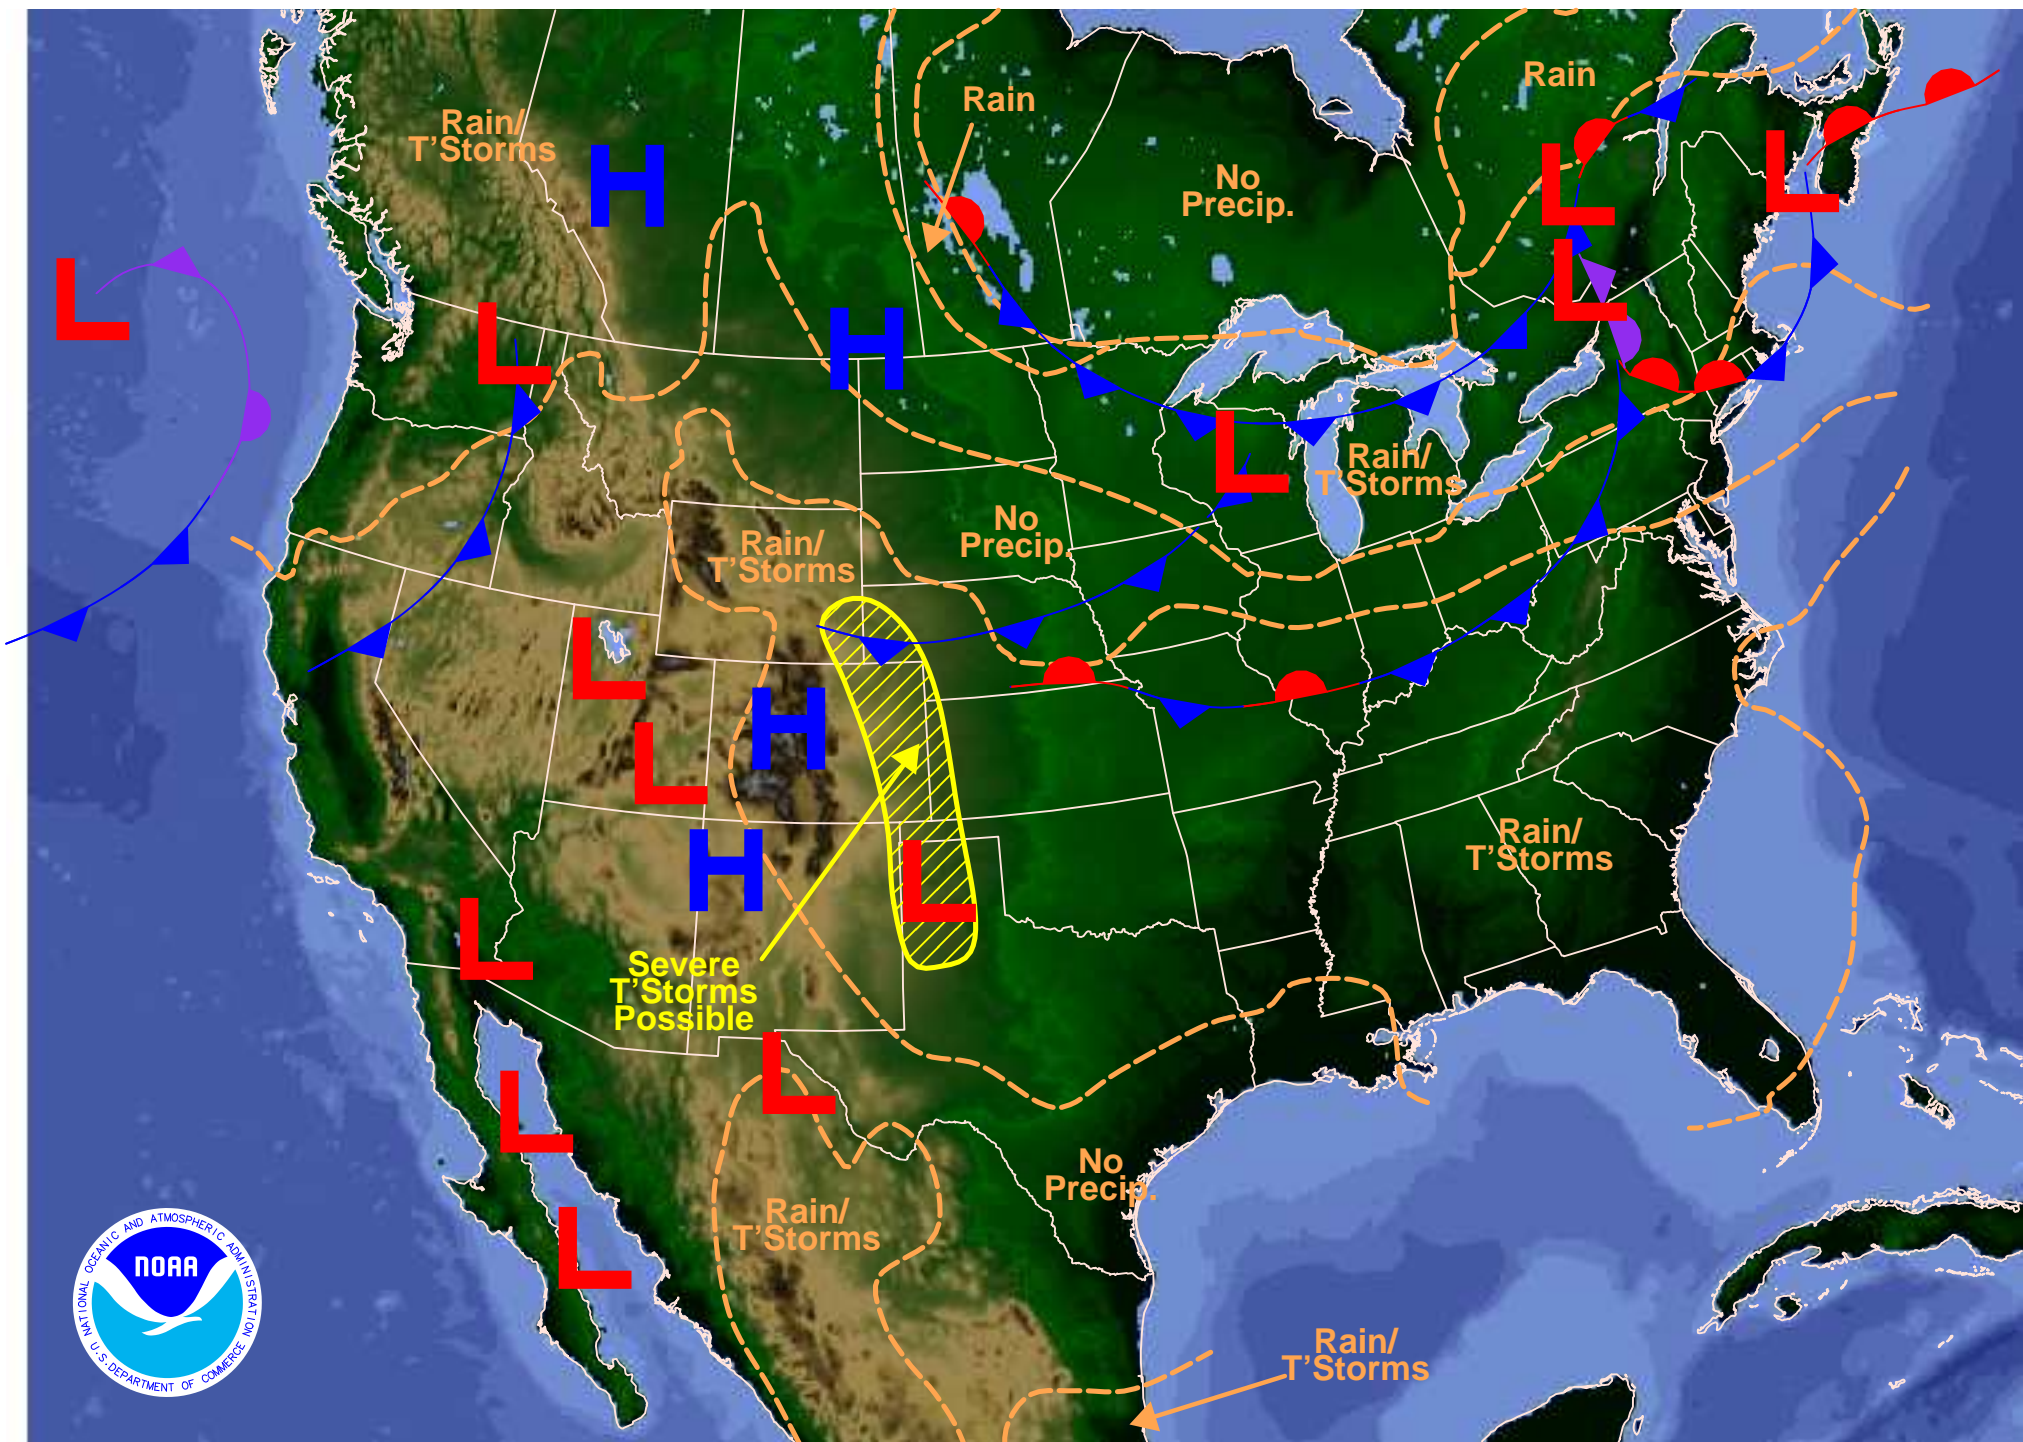 Rain
Rain
Rain/
T'Storms
H
No
Precip.
L
L
L
L
L
H
L
Rain/
T'Storms
No
Precip.
Rain/
T'Storms
L
L
H
H
L
Rain/
T'Storms
L
Severe
T'Storms
Possible
L
L
No
Precip.
Rain/
T'Storms
L
L
Rain/
T'Storms
NOAA
NATIONAL OCEANIC AND ATMOSPHERIC ADMINISTRATION
U.S. DEPARTMENT OF COMMERCE